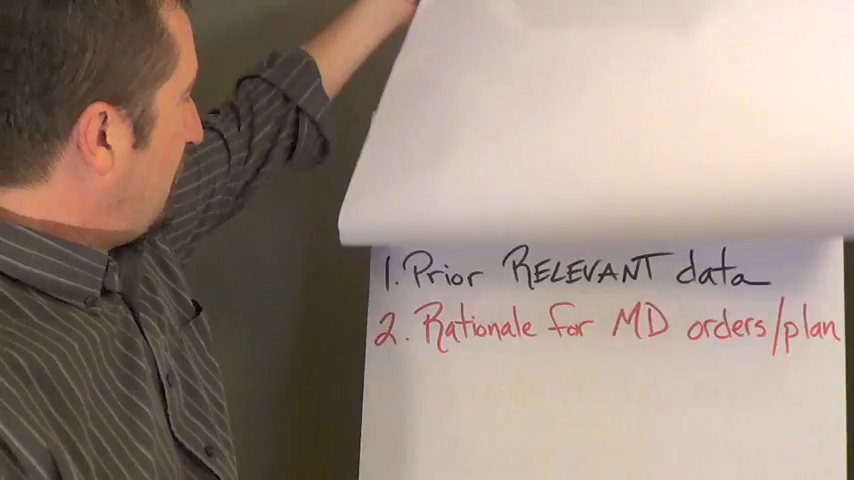 1. Prior RELEVANT data
2. Rationale for MD orders/plan